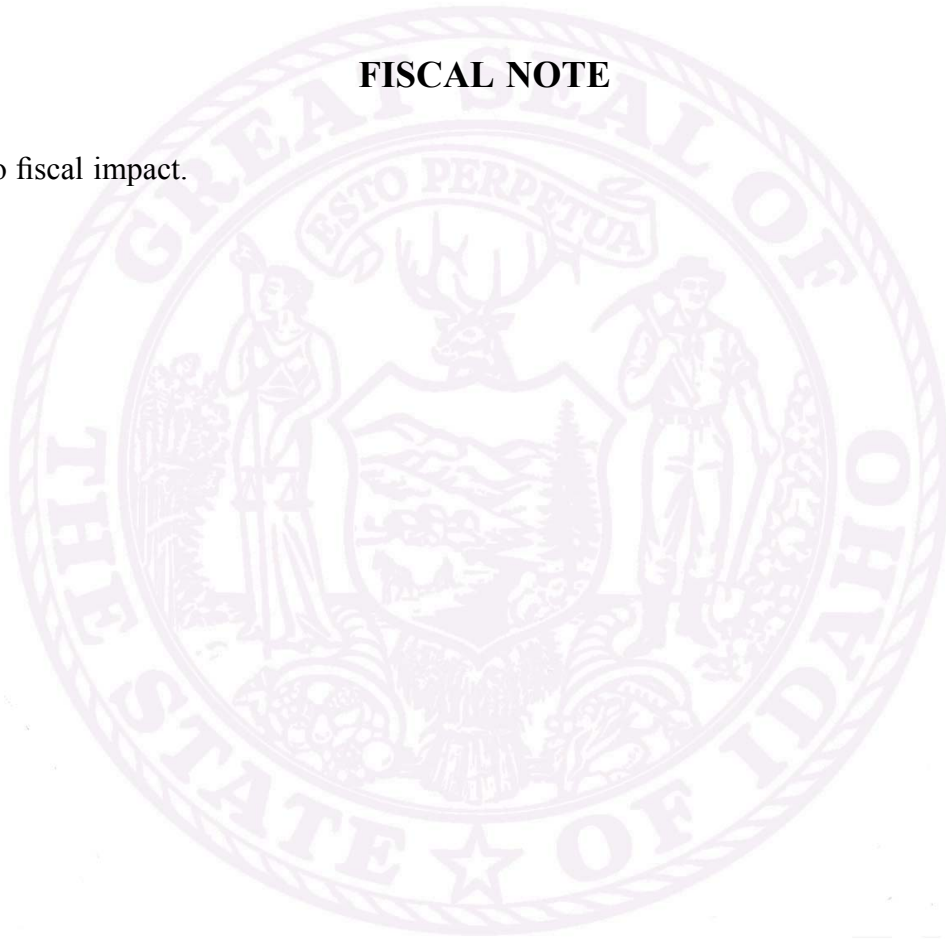 FISCAL NOTE
o fiscal impact.
GREAT SEAL OF
THE STATE ★ OF IDAHO
ESTO PERPETUA